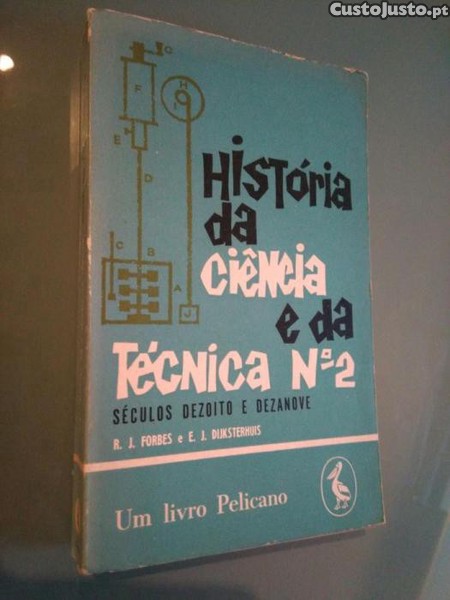 CustoJusto.pt
HiSTÓRia
da
CIÊNCIA
e da
TÉCNICA Nº2
SÉCULOS DEZOITO E DEZANOVE
R. J. FORBES e E. J. DIJKSTERHUIS
Um livro Pelicano
G
F
H
I
E
D
C
B
A
J